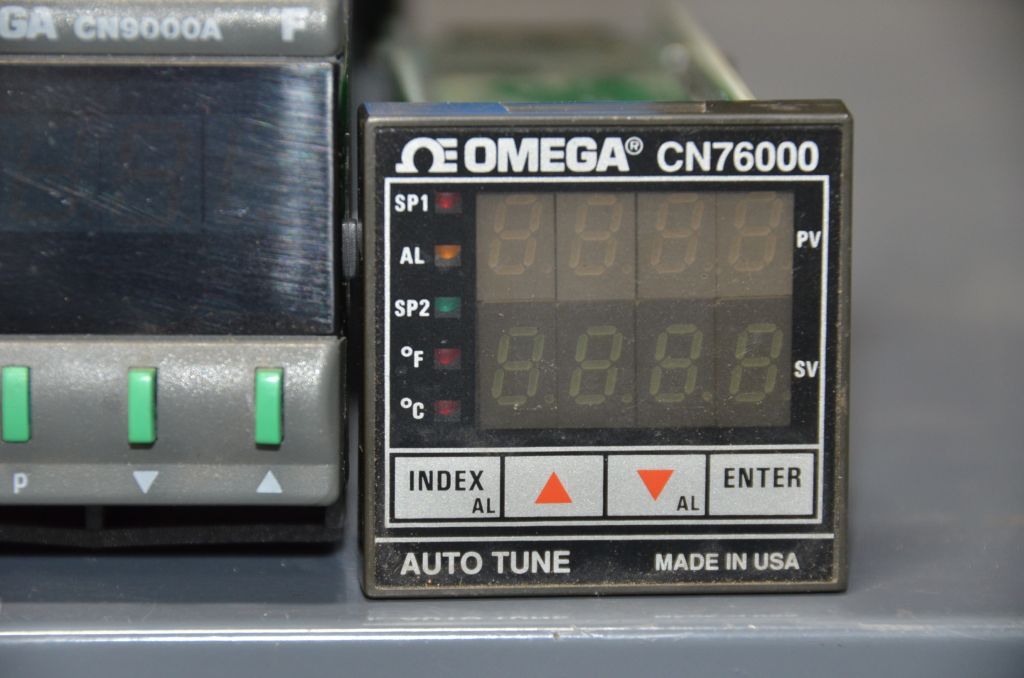 GA CN9000A °F
P ▼ ▲
OMEGA® CN76000
SP1
AL
SP2
°F
°C
PV
SV
INDEX AL ▲ ▼ AL ENTER
AUTO TUNE MADE IN USA